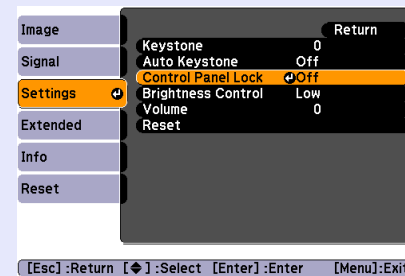 Image
Signal
Settings
Extended
Info
Reset
Return
Keystone 0
Auto Keystone Off
Control Panel Lock Off
Brightness Control Low
Volume 0
Reset
[Esc] :Return [◆] :Select [Enter] :Enter [Menu] :Exit